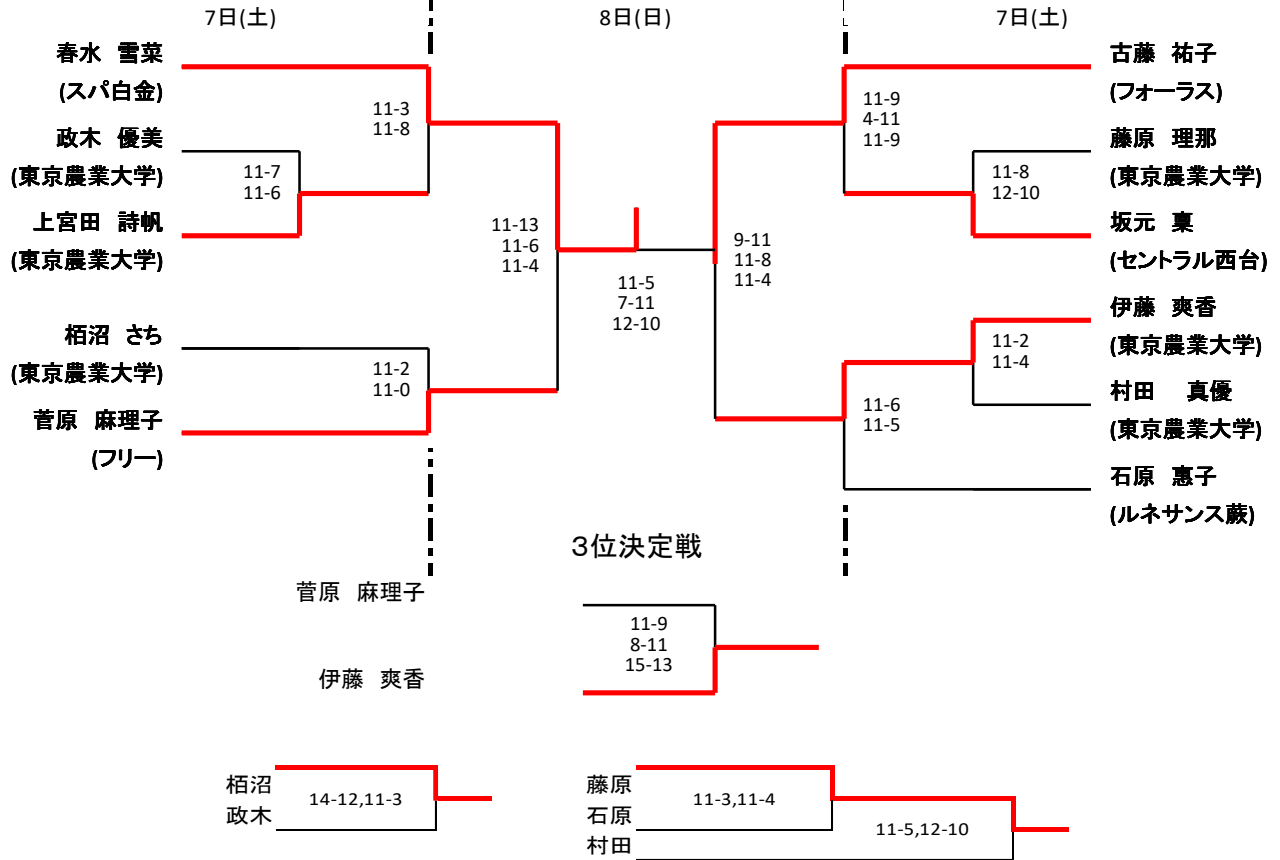 7日(土)
8日(日)
7日(土)
春水 雪菜
(スパ白金)
政木 優美
(東京農業大学)
上宮田 詩帆
(東京農業大学)
栢沼 さち
(東京農業大学)
菅原 麻理子
(フリー)
11-3
11-8
11-7
11-6
11-2
11-0
11-13
11-6
11-4
11-5
7-11
12-10
9-11
11-8
11-4
11-9
4-11
11-9
11-8
12-10
11-2
11-4
11-6
11-5
古藤 祐子
(フォーラス)
藤原 理那
(東京農業大学)
坂元 稟
(セントラル西台)
伊藤 爽香
(東京農業大学)
村田 真優
(東京農業大学)
石原 惠子
(ルネサンス蕨)
3位決定戦
菅原 麻理子
伊藤 爽香
11-9
8-11
15-13
栢沼
政木
14-12,11-3
藤原
石原
村田
11-3,11-4
11-5,12-10